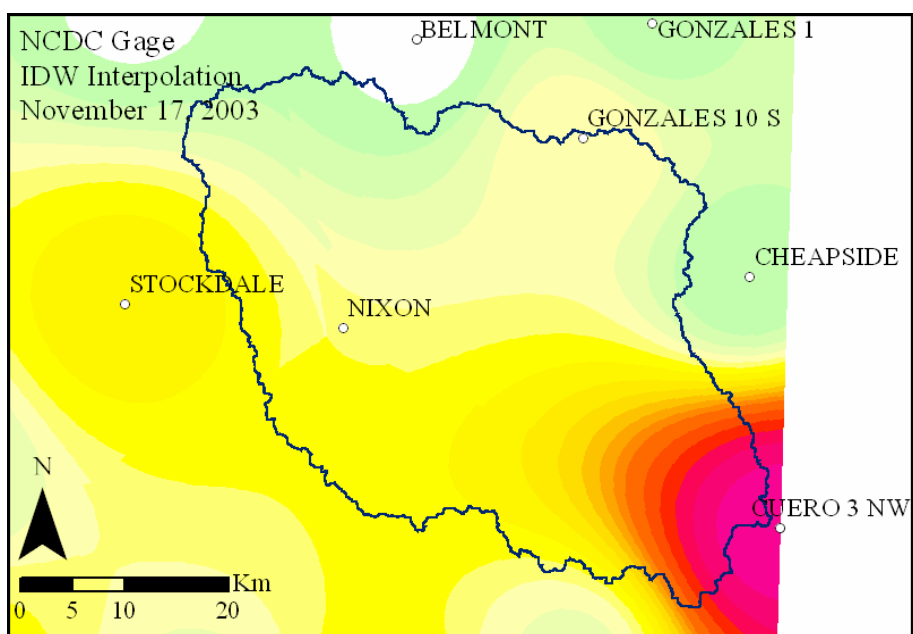 NCDC Gage
IDW Interpolation
November 17, 2003
BELMONT
GONZALES 1
GONZALES 10 S
CHEAPSIDE
STOCKDALE
NIXON
CUERO 3 NW
N
Km
0 5 10 20